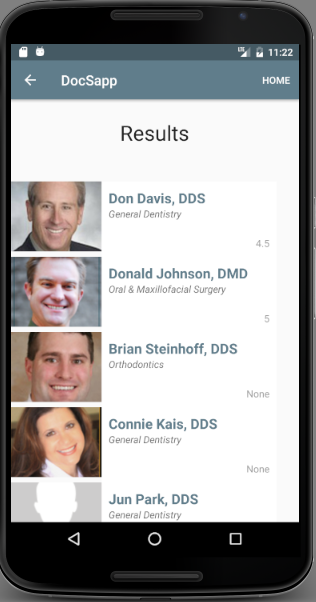 LTE 11:22
DocSapp HOME
Results
Don Davis, DDS
General Dentistry
4.5
Donald Johnson, DMD
Oral & Maxillofacial Surgery
5
Brian Steinhoff, DDS
Orthodontics
None
Connie Kais, DDS
General Dentistry
None
Jun Park, DDS
General Dentistry